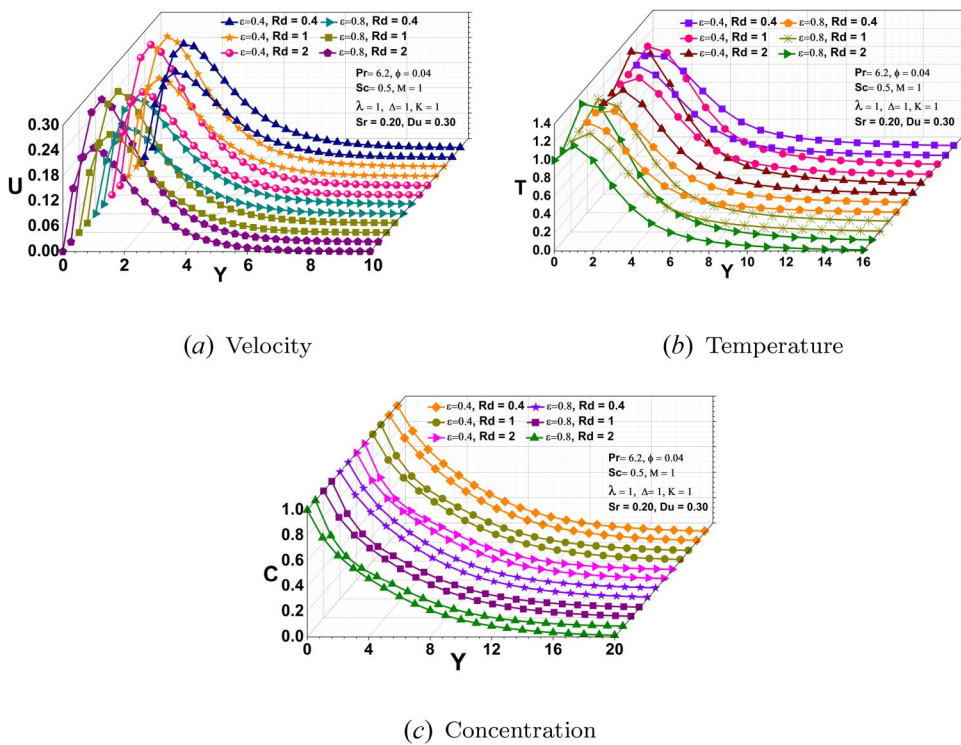 ε=0.4, Rd = 0.4 ε=0.8, Rd = 0.4
ε=0.4, Rd = 1 ε=0.8, Rd = 1
ε=0.4, Rd = 2 ε=0.8, Rd = 2
Pr= 6.2, ϕ = 0.04
Sc= 0.5, M = 1
λ = 1, Δ= 1, K = 1
Sr = 0.20, Du = 0.30
0.30
0.24
0.18
0.12
0.06
0.00
U
0 2 4 6 8 10
Y
(a) Velocity
ε=0.4, Rd = 0.4 ε=0.8, Rd = 0.4
ε=0.4, Rd = 1 ε=0.8, Rd = 1
ε=0.4, Rd = 2 ε=0.8, Rd = 2
Pr= 6.2, ϕ = 0.04
Sc= 0.5, M = 1
λ = 1, Δ= 1, K = 1
Sr = 0.20, Du = 0.30
1.4
1.2
1.0
0.8
0.6
0.4
0.2
0.0
T
0 2 4 6 8 10 12 14 16
Y
(b) Temperature
ε=0.4, Rd = 0.4 ε=0.8, Rd = 0.4
ε=0.4, Rd = 1 ε=0.8, Rd = 1
ε=0.4, Rd = 2 ε=0.8, Rd = 2
Pr= 6.2, ϕ = 0.04
Sc= 0.5, M = 1
λ = 1, Δ= 1, K = 1
Sr = 0.20, Du = 0.30
1.0
0.8
0.6
0.4
0.2
0.0
C
0 4 8 12 16 20
Y
(c) Concentration